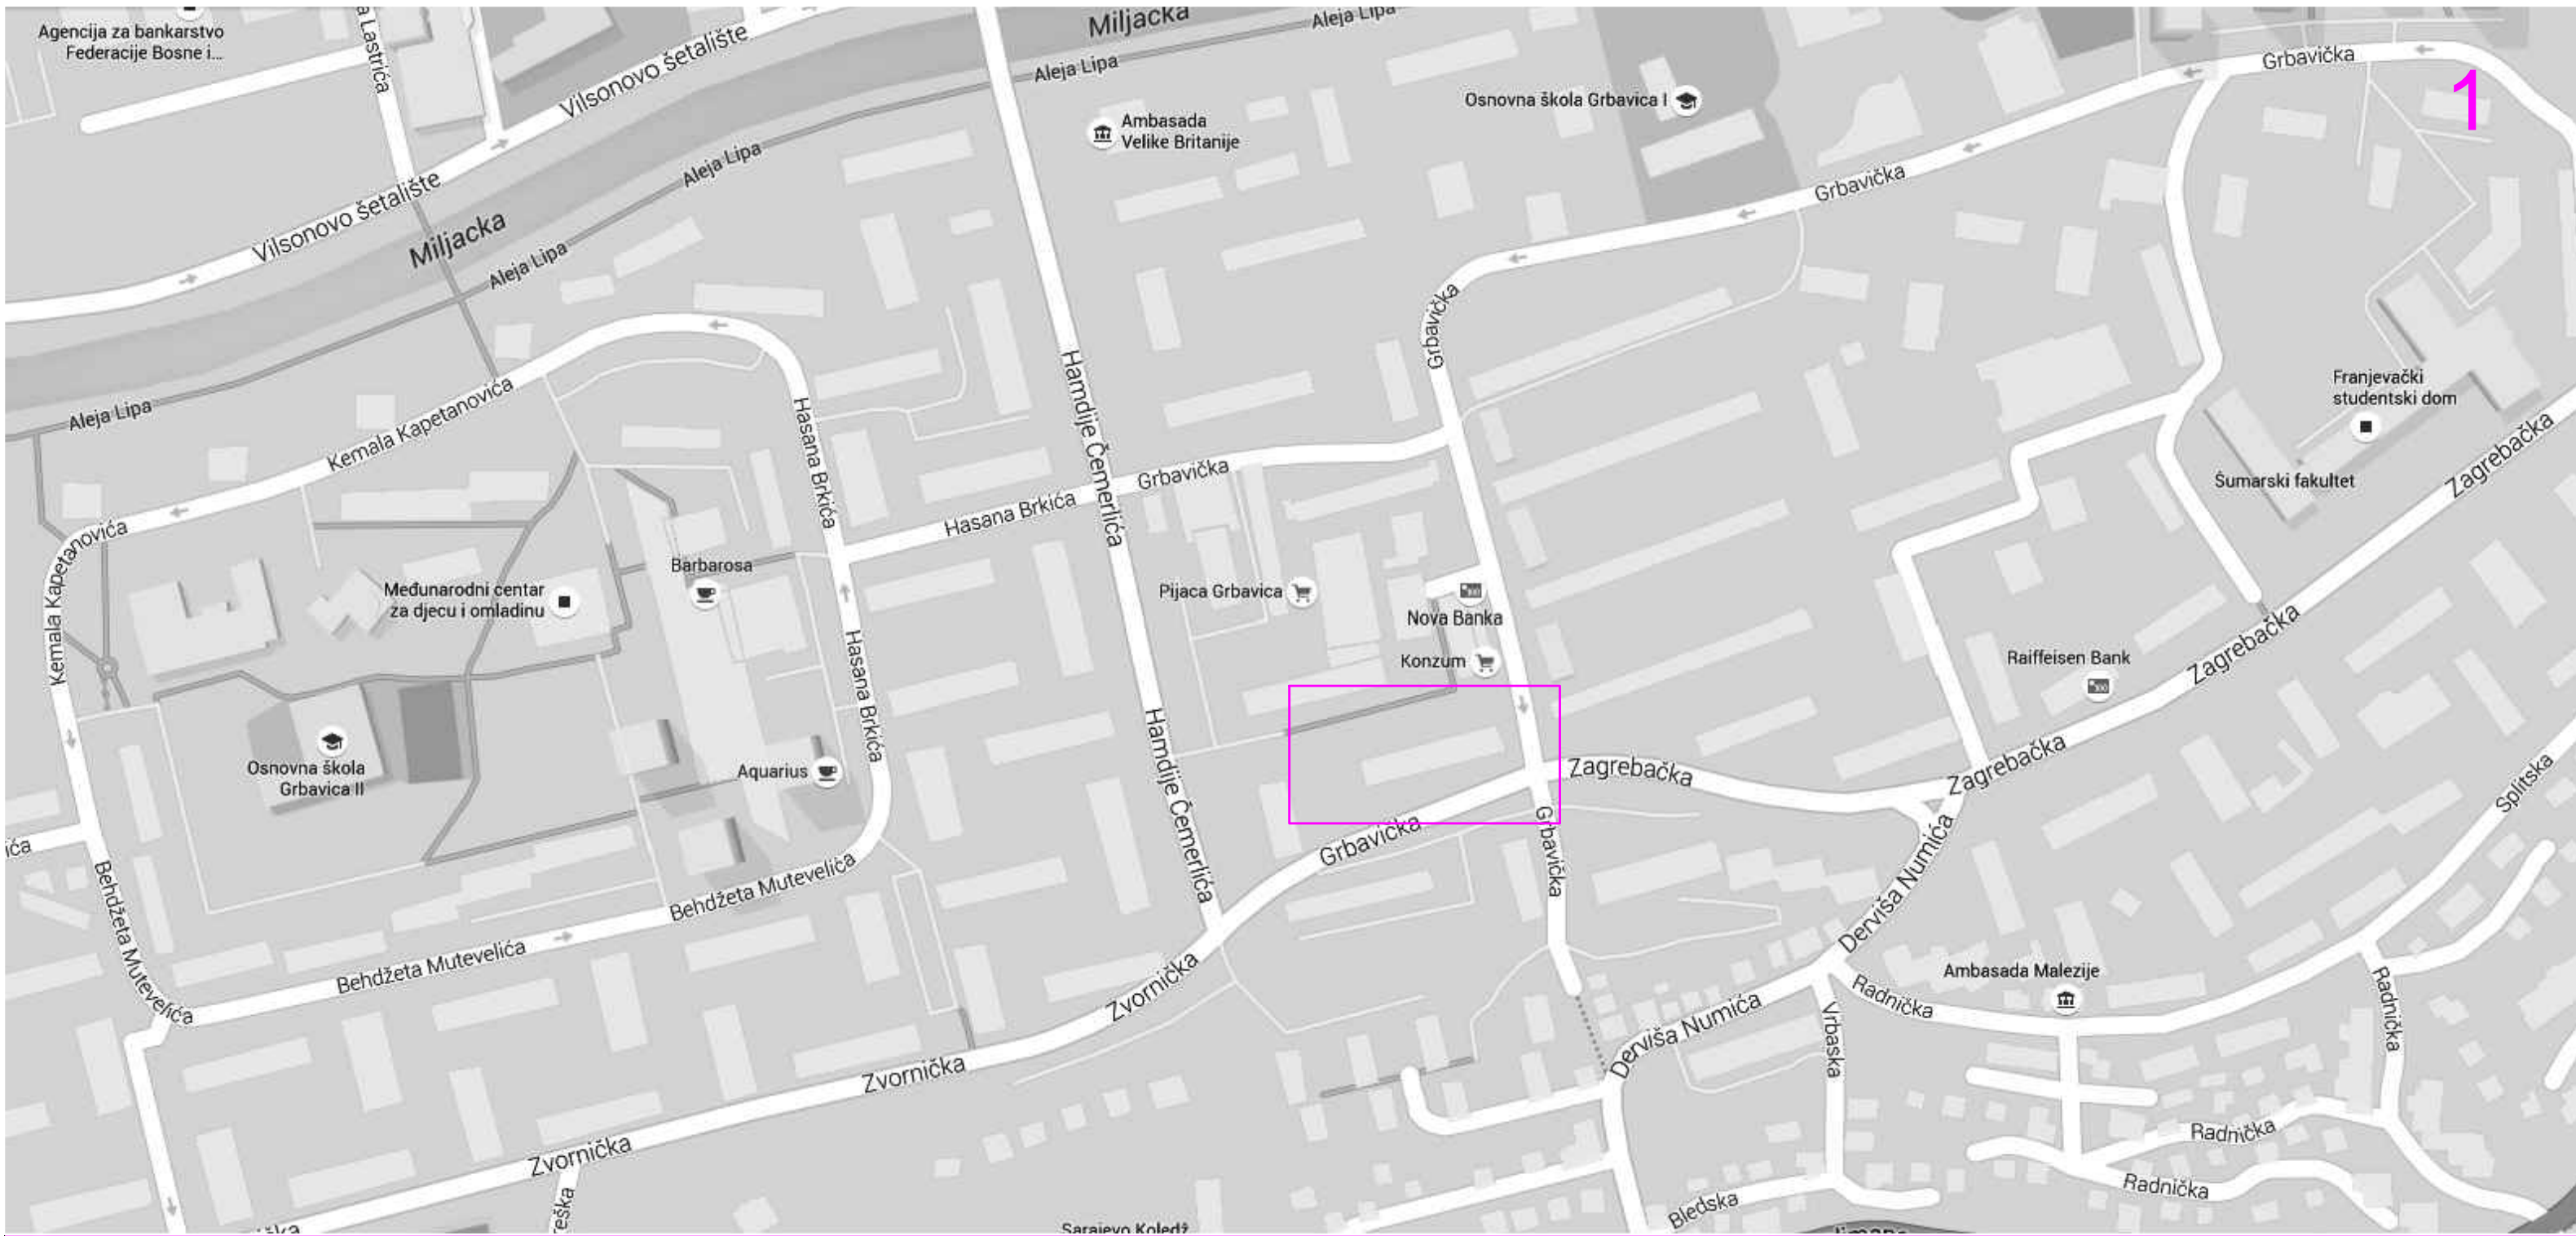 Agencija za bankarstvo
Federacije Bosne i...
a Lastrića
Vilsonovo šetalište
Miljacka
Aleja Lipa
Aleja Lipa
Grbavička
1
Osnovna škola Grbavica I
Ambasada
Velike Britanije
Aleja Lipa
Vilsonovo šetalište
Grbavička
Miljacka
Aleja Lipa
Grbavička
Aleja Lipa
Kemala Kapetanovića
Hasana Brkića
Hamdije Čemerlića
Franjevački
studentski dom
Zagrebačka
Šumarski fakultet
Grbavička
Hasana Brkića
Kemala Kapetanovića
Kemala Kapetanovića
Međunarodni centar
za djecu i omladinu
Barbarosa
Pijaca Grbavica
Nova Banka
Konzum
Hasana Brkića
Raiffeisen Bank
Zagrebačka
Osnovna škola
Grbavica II
Aquarius
Hamdije Čemerlića
Zagrebačka
Zagrebačka
Splitska
Grbavička
Grbavička
ića
Behdžeta Mutevelića
Behdžeta Mutevelića
Behdžeta Mutevelića
Derviša Numića
Zvornička
Ambasada Malezije
Radnička
Radnička
Derviša Numića
Vrbaska
Zvornička
Zvornička
Radnička
Radnička
Bledska
eška
ička
Sarajevo Koledž